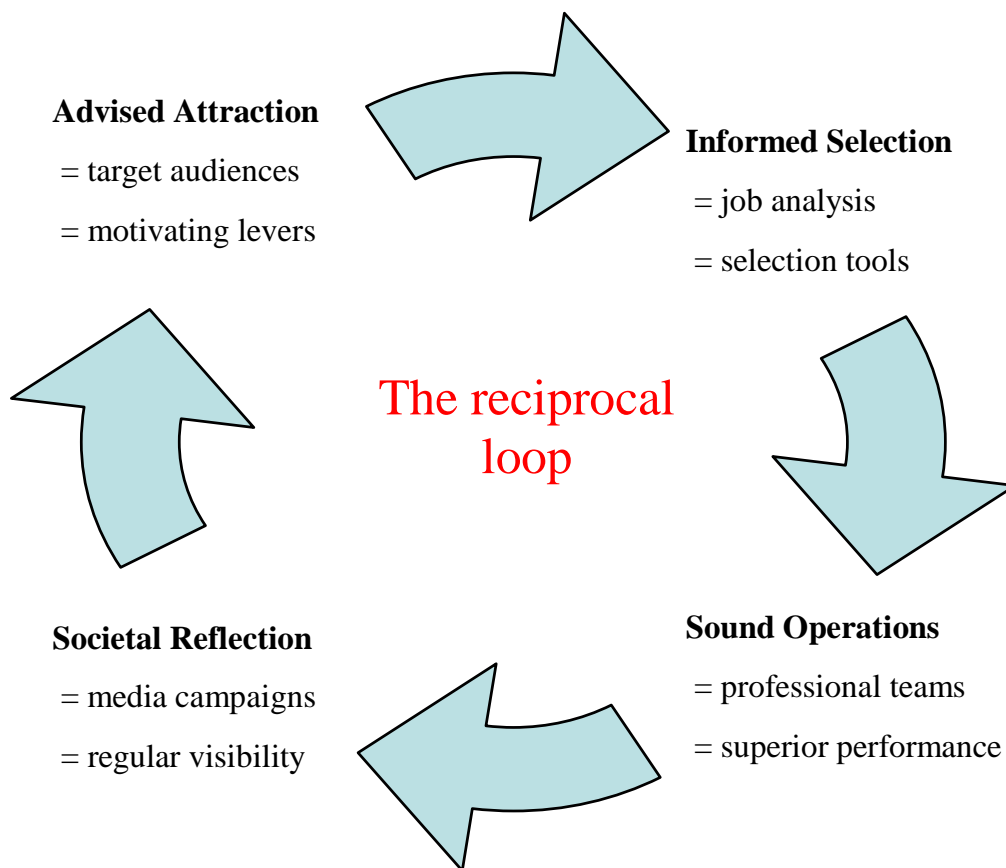 Advised Attraction
= target audiences
= motivating levers
Informed Selection
= job analysis
= selection tools
The reciprocal
loop
Societal Reflection
= media campaigns
= regular visibility
Sound Operations
= professional teams
= superior performance